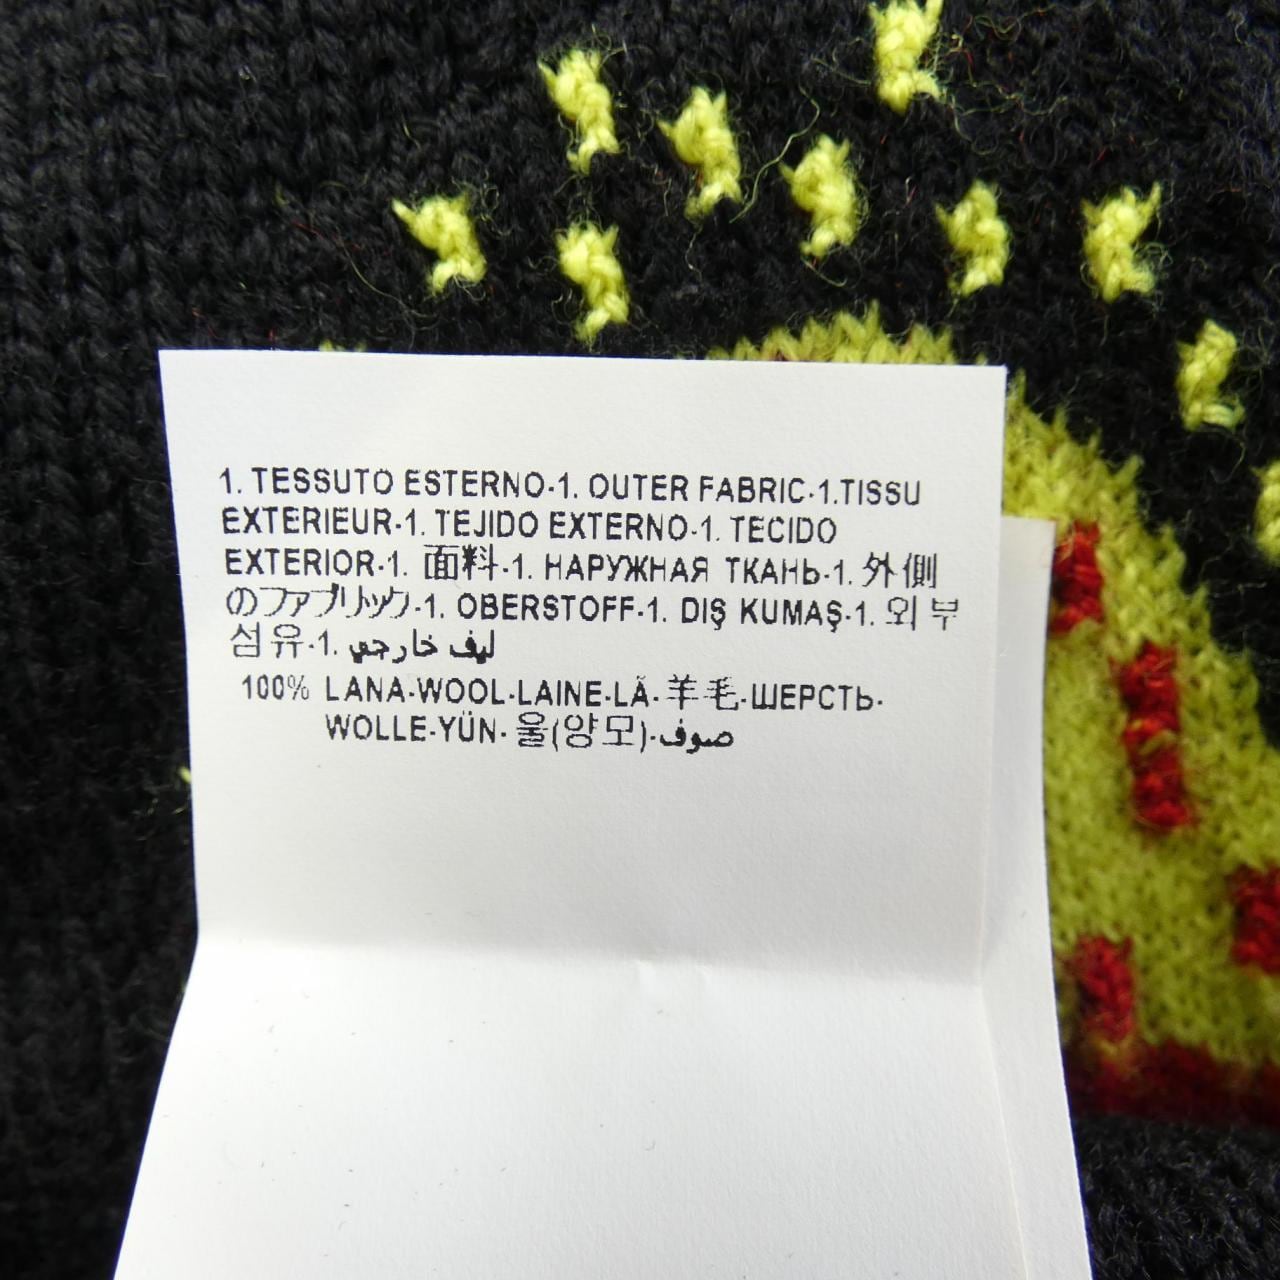 1. TESSUTO ESTERNO-1. OUTER FABRIC-1.TISSU
EXTERIEUR-1. TEJIDO EXTERNO-1. TECIDO
EXTERIOR-1. 面料-1. НАРУЖНАЯ ТКАНЬ-1. 外側
のファブリック-1. OBERSTOFF-1. DIŞ KUMAŞ-1. 외부
섬유-1. ليف خارجي
100% LANA-WOOL-LAINE-LÃ-羊毛-ШЕРСТЬ-
WOLLE-YÜN-울(양모)-صوف